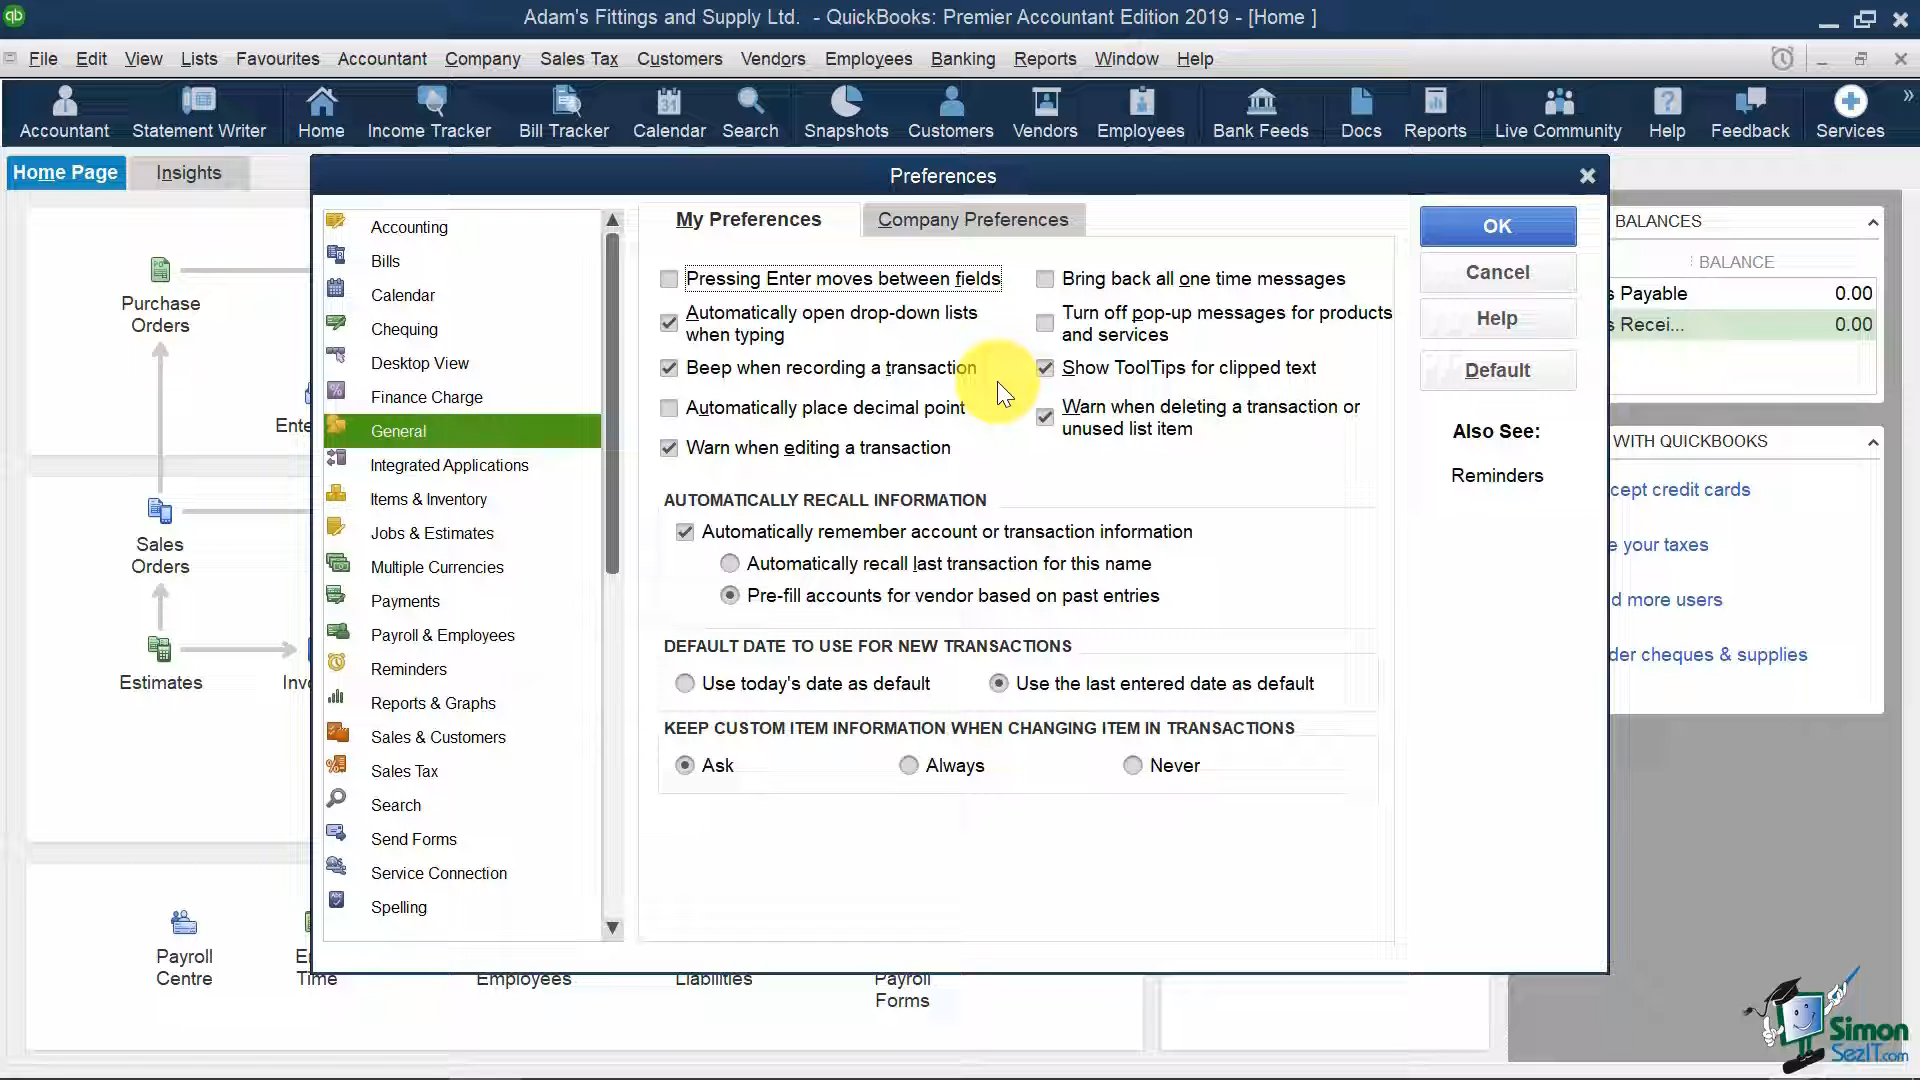 qb
Adam's Fittings and Supply Ltd. - QuickBooks: Premier Accountant Edition 2019 - [Home ]
File Edit View Lists Favourites Accountant Company Sales Tax Customers Vendors Employees Banking Reports Window Help
Accountant Statement Writer Home Income Tracker Bill Tracker Calendar Search Snapshots Customers Vendors Employees Bank Feeds Docs Reports Live Community Help Feedback Services
Home Page Insights
Preferences
Purchase
Orders
Ente
Sales
Orders
Estimates
Inv
Payroll
Centre
E
Time
Employees
Liabilities
Payroll
Forms
Accounting
Bills
Calendar
Chequing
Desktop View
Finance Charge
General
Integrated Applications
Items & Inventory
Jobs & Estimates
Multiple Currencies
Payments
Payroll & Employees
Reminders
Reports & Graphs
Sales & Customers
Sales Tax
Search
Send Forms
Service Connection
Spelling
My Preferences Company Preferences
Pressing Enter moves between fields
Automatically open drop-down lists
when typing
Beep when recording a transaction
Automatically place decimal point
Warn when editing a transaction
Bring back all one time messages
Turn off pop-up messages for products
and services
Show ToolTips for clipped text
Warn when deleting a transaction or
unused list item
AUTOMATICALLY RECALL INFORMATION
Automatically remember account or transaction information
Automatically recall last transaction for this name
Pre-fill accounts for vendor based on past entries
DEFAULT DATE TO USE FOR NEW TRANSACTIONS
Use today's date as default Use the last entered date as default
KEEP CUSTOM ITEM INFORMATION WHEN CHANGING ITEM IN TRANSACTIONS
Ask Always Never
OK
Cancel
Help
Default
Also See:
Reminders
BALANCES
BALANCE
s Payable 0.00
s Recei... 0.00
WITH QUICKBOOKS
cept credit cards
e your taxes
d more users
der cheques & supplies
Simon
SezIT.com